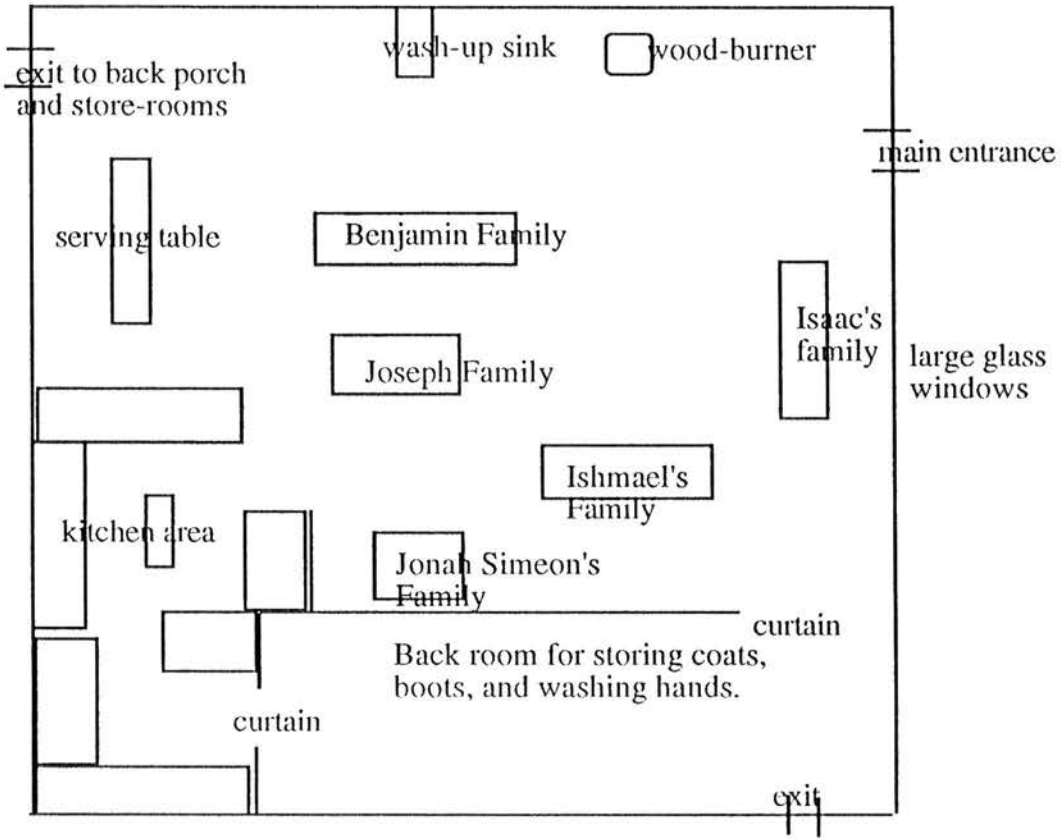 wash-up sink
wood-burner
exit to back porch
and store-rooms
main entrance
serving table
Benjamin Family
Isaac's
family
large glass
windows
Joseph Family
Ishmael's
Family
kitchen area
Jonah Simeon's
Family
curtain
Back room for storing coats,
boots, and washing hands.
curtain
exit